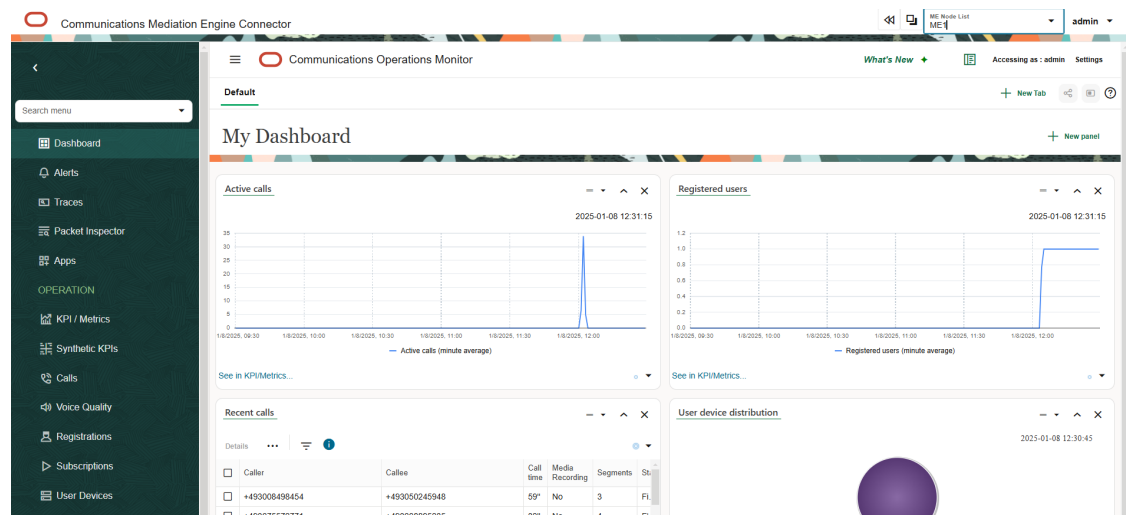 Communications Mediation Engine Connector
ME Node List
ME1
admin
Search menu
Dashboard
Alerts
Traces
Packet Inspector
Apps
OPERATION
KPI / Metrics
Synthetic KPIs
Calls
Voice Quality
Registrations
Subscriptions
User Devices
Communications Operations Monitor
What's New
Accessing as : admin Settings
Default
New Tab
My Dashboard
New panel
Active calls
2025-01-08 12:31:15
35
30
25
20
15
10
5
0
1/8/2025, 09:30 1/8/2025, 10:00 1/8/2025, 10:30 1/8/2025, 11:00 1/8/2025, 11:30 1/8/2025, 12:00
Active calls (minute average)
See in KPI/Metrics...
Registered users
2025-01-08 12:31:15
1.2
1.0
0.8
0.6
0.4
0.2
0.0
1/8/2025, 09:30 1/8/2025, 10:00 1/8/2025, 10:30 1/8/2025, 11:00 1/8/2025, 11:30 1/8/2025, 12:00
Registered users (minute average)
See in KPI/Metrics...
Recent calls
Details
Caller Callee Call time Media Recording Segments
+493008498454 +493050245948 59" No 3 Fi..
User device distribution
2025-01-08 12:30:45